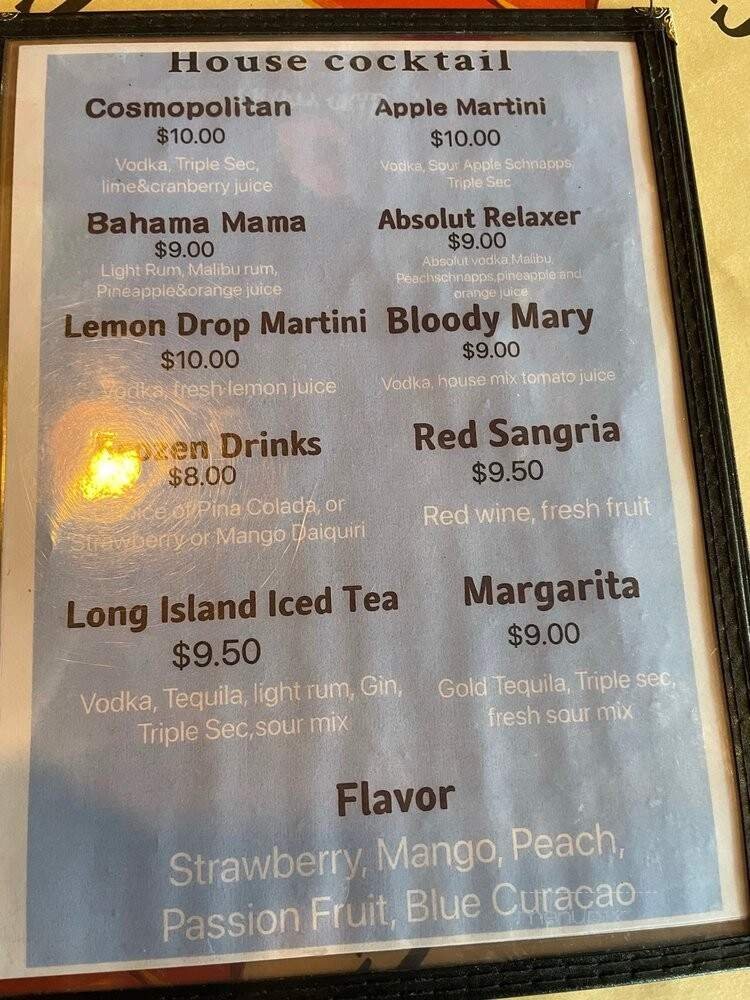 House cocktail
Cosmopolitan
$10.00
Vodka, Triple Sec,
lime&cranberry juice
Apple Martini
$10.00
Vodka, Sour Apple Schnapps,
Triple Sec
Bahama Mama
$9.00
Light Rum, Malibu rum,
Pineapple&orange juice
Absolut Relaxer
$9.00
Absolut vodka,Malibu,
Peachschnapps,pineapple and
orange juice
Lemon Drop Martini
$10.00
Vodka, fresh lemon juice
Bloody Mary
$9.00
Vodka, house mix tomato juice
Frozen Drinks
$8.00
Choice of Pina Colada, or
Strawberry or Mango Daiquiri
Red Sangria
$9.50
Red wine, fresh fruit
Long Island Iced Tea
$9.50
Vodka, Tequila, light rum, Gin,
Triple Sec,sour mix
Margarita
$9.00
Gold Tequila, Triple sec,
fresh sour mix
Flavor
Strawberry, Mango, Peach,
Passion Fruit, Blue Curacao